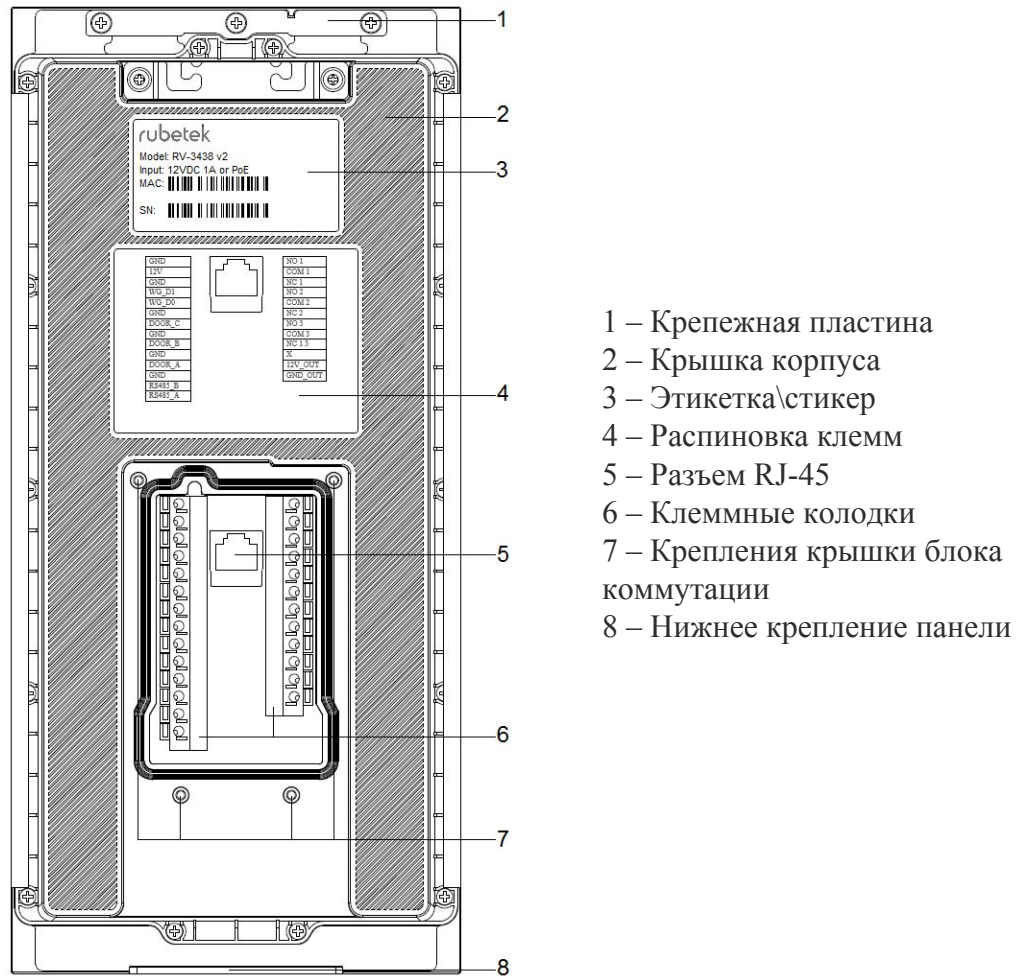 1
2
rubetek
Model: RV-3438 v2
Input: 12VDC 1A or PoE
MAC:
SN:
3
GND
12V
GND
WG_D1
WG_D0
GND
DOOR_C
GND
DOOR_B
GND
DOOR_A
GND
RS485_B
RS485_A
NO 1
COM 1
NC 1
NO 2
COM 2
NC 2
NO 3
COM 3
NC 1 3
X
12V_OUT
GND_OUT
4
5
6
7
8
1 – Крепежная пластина
2 – Крышка корпуса
3 – Этикетка\стикер
4 – Распиновка клемм
5 – Разъем RJ-45
6 – Клеммные колодки
7 – Крепления крышки блока
коммутации
8 – Нижнее крепление панели